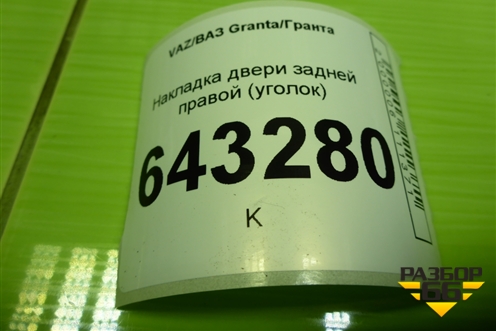 VAZ/ВАЗ Granta/Гранта
Накладка двери задней
правой (уголок)
643280
К
РАЗБОР
66